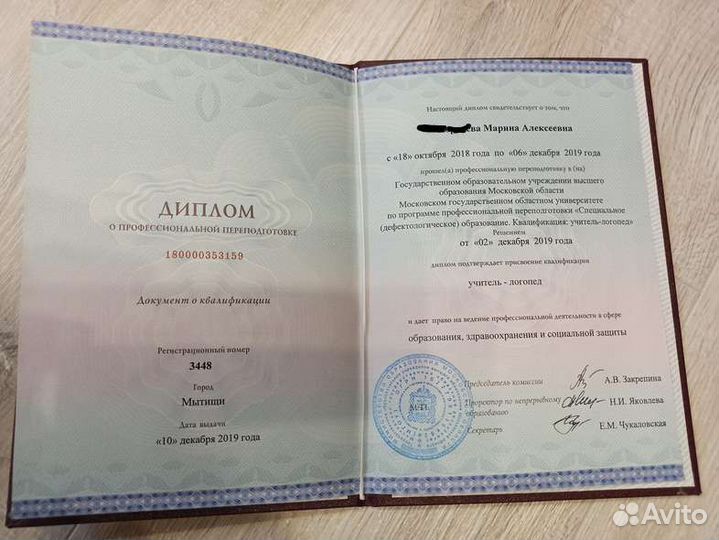 ДИПЛОМ
О ПРОФЕССИОНАЛЬНОЙ ПЕРЕПОДГОТОВКЕ
180000353159
Документ о квалификации
Регистрационный номер
3448
Город
Мытищи
Дата выдачи
«10» декабря 2019 года
Настоящий диплом свидетельствует о том, что
ева Марина Алексеевна
с «18» октября 2018 года по «06» декабря 2019 года
прошел(а) профессиональную переподготовку в (на)
Государственном образовательном учреждении высшего
образования Московской области
Московском государственном областном университете
по программе профессиональной переподготовки «Специальное
(дефектологическое) образование. Квалификация: учитель-логопед»
Решением
от «02» декабря 2019 года
диплом подтверждает присвоение квалификации
учитель - логопед
и дает право на ведение профессиональной деятельности в сфере
образования, здравоохранения и социальной защиты
Председатель комиссии А.В. Закрепина
Проректор по непрерывному Н.И. Яковлева
образованию
Секретарь Е.М. Чукаловская
М.П.
Avito